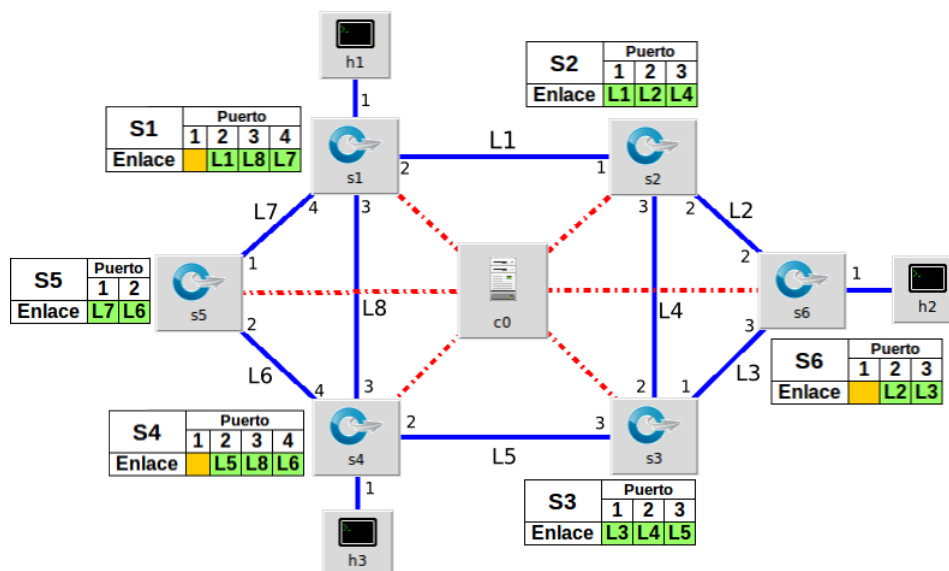 h1
1
S1 Puerto
1 2 3 4
Enlace L1 L8 L7
S2 Puerto
1 2 3
Enlace L1 L2 L4
s1
2
4
3
L1
1
s2
3
2
L7
L2
S5 Puerto
1 2
Enlace L7 L6
1
s5
2
L8
c0
L4
2
s6
3
1
h2
L6
L3
S6 Puerto
1 2 3
Enlace L2 L3
4
3
2
1
S4 Puerto
1 2 3 4
Enlace L5 L8 L6
s4
2
1
L5
3
s3
h3
S3 Puerto
1 2 3
Enlace L3 L4 L5